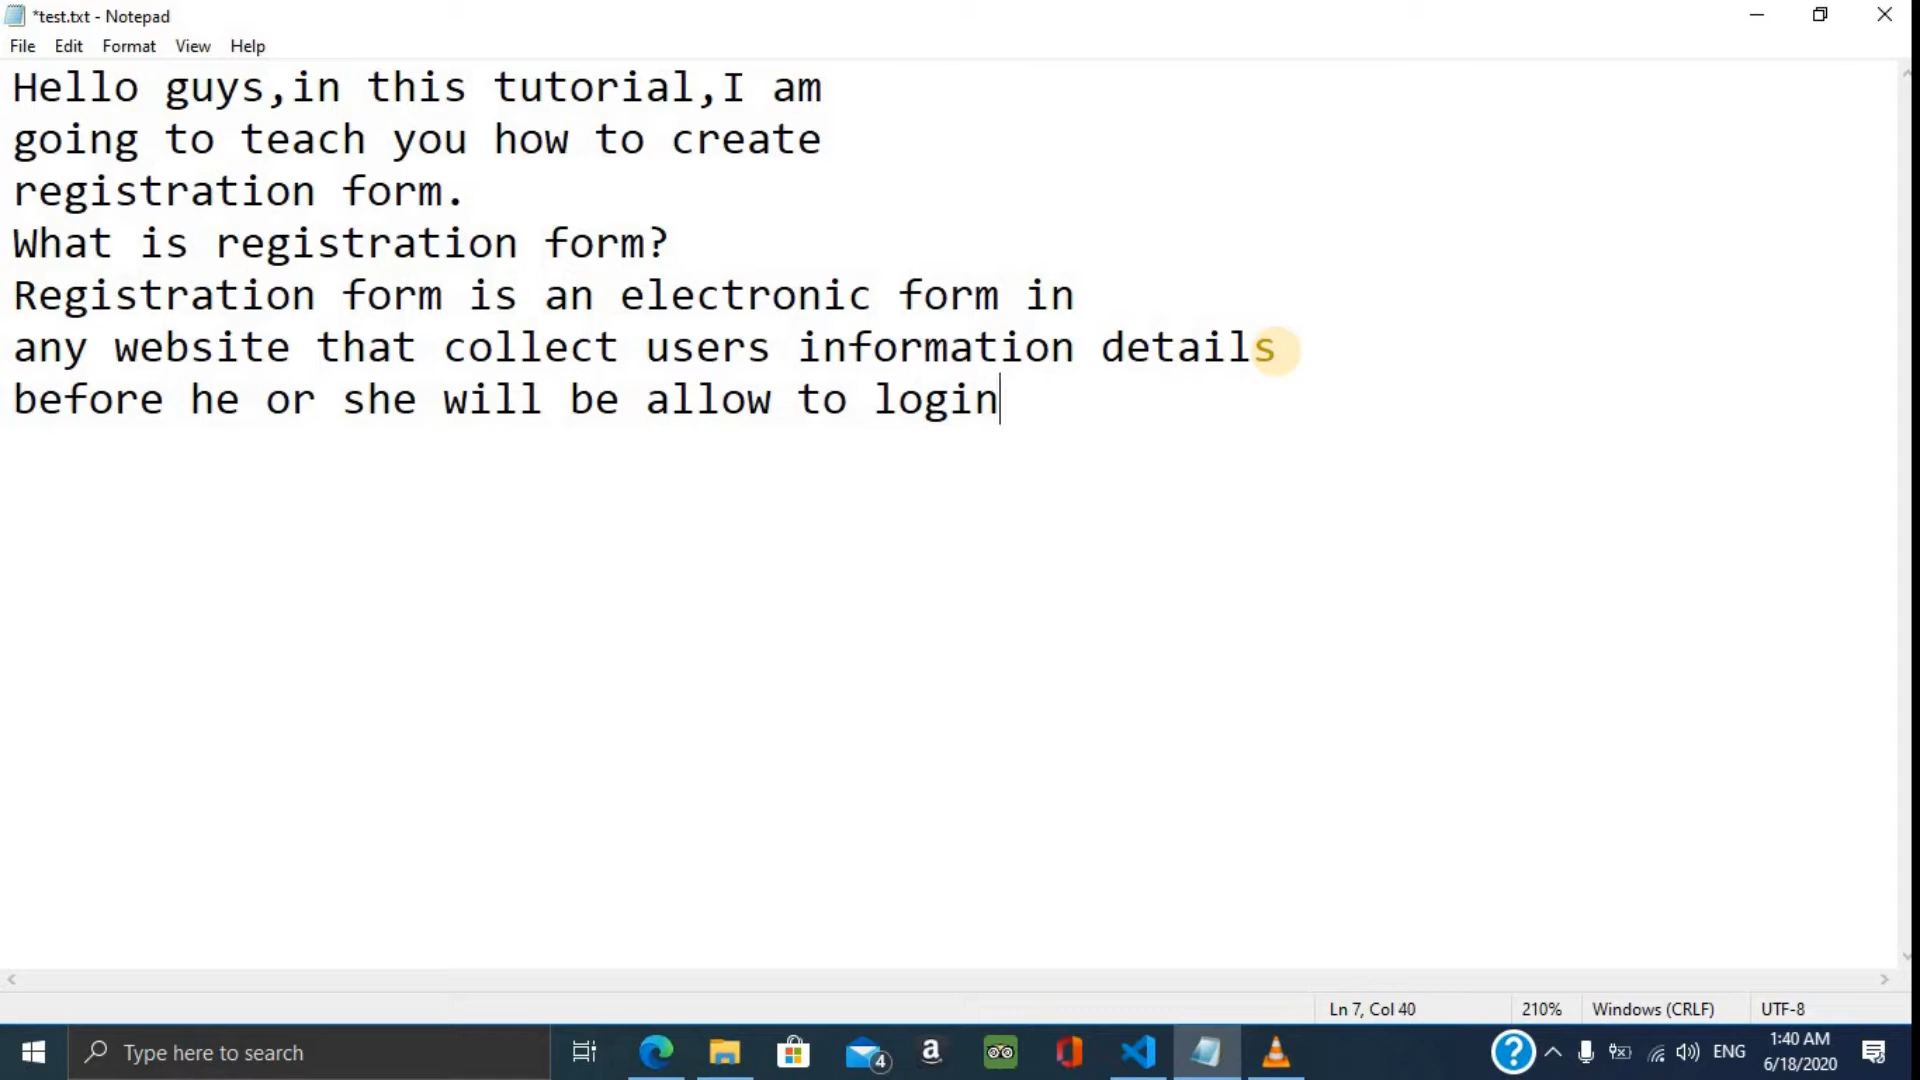 *test.txt - Notepad
File Edit Format View Help
Hello guys,in this tutorial,I am
going to teach you how to create
registration form.
What is registration form?
Registration form is an electronic form in
any website that collect users information details
before he or she will be allow to login
Ln 7, Col 40 210% Windows (CRLF) UTF-8
Type here to search 4 a ? ENG 1:40 AM
6/18/2020